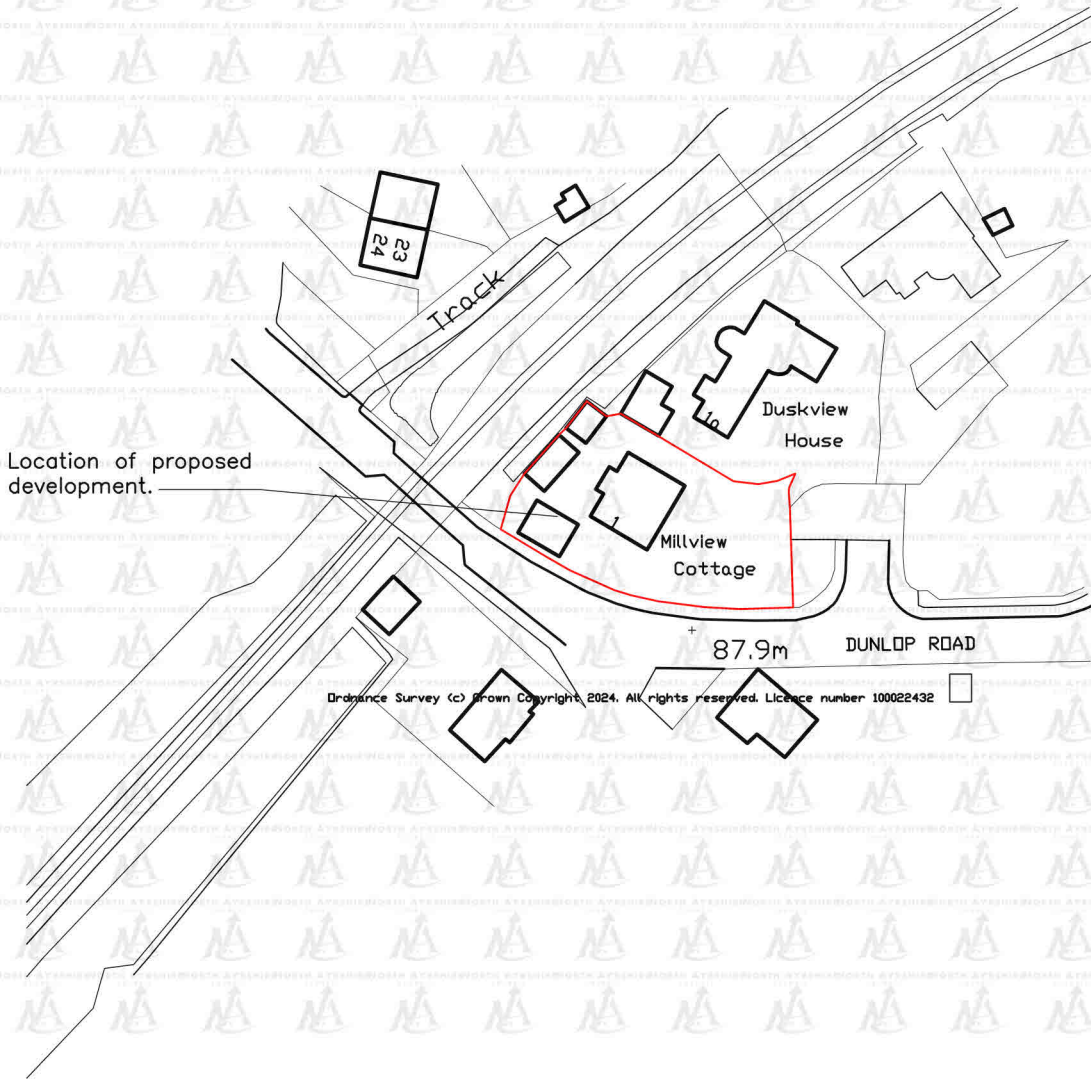 23
24
Track
1a
Duskview
House
Location of proposed
development.
1
Millview
Cottage
87.9m
DUNLOP ROAD
Ordnance Survey (c) Crown Copyright 2024. All rights reserved. Licence number 100022432